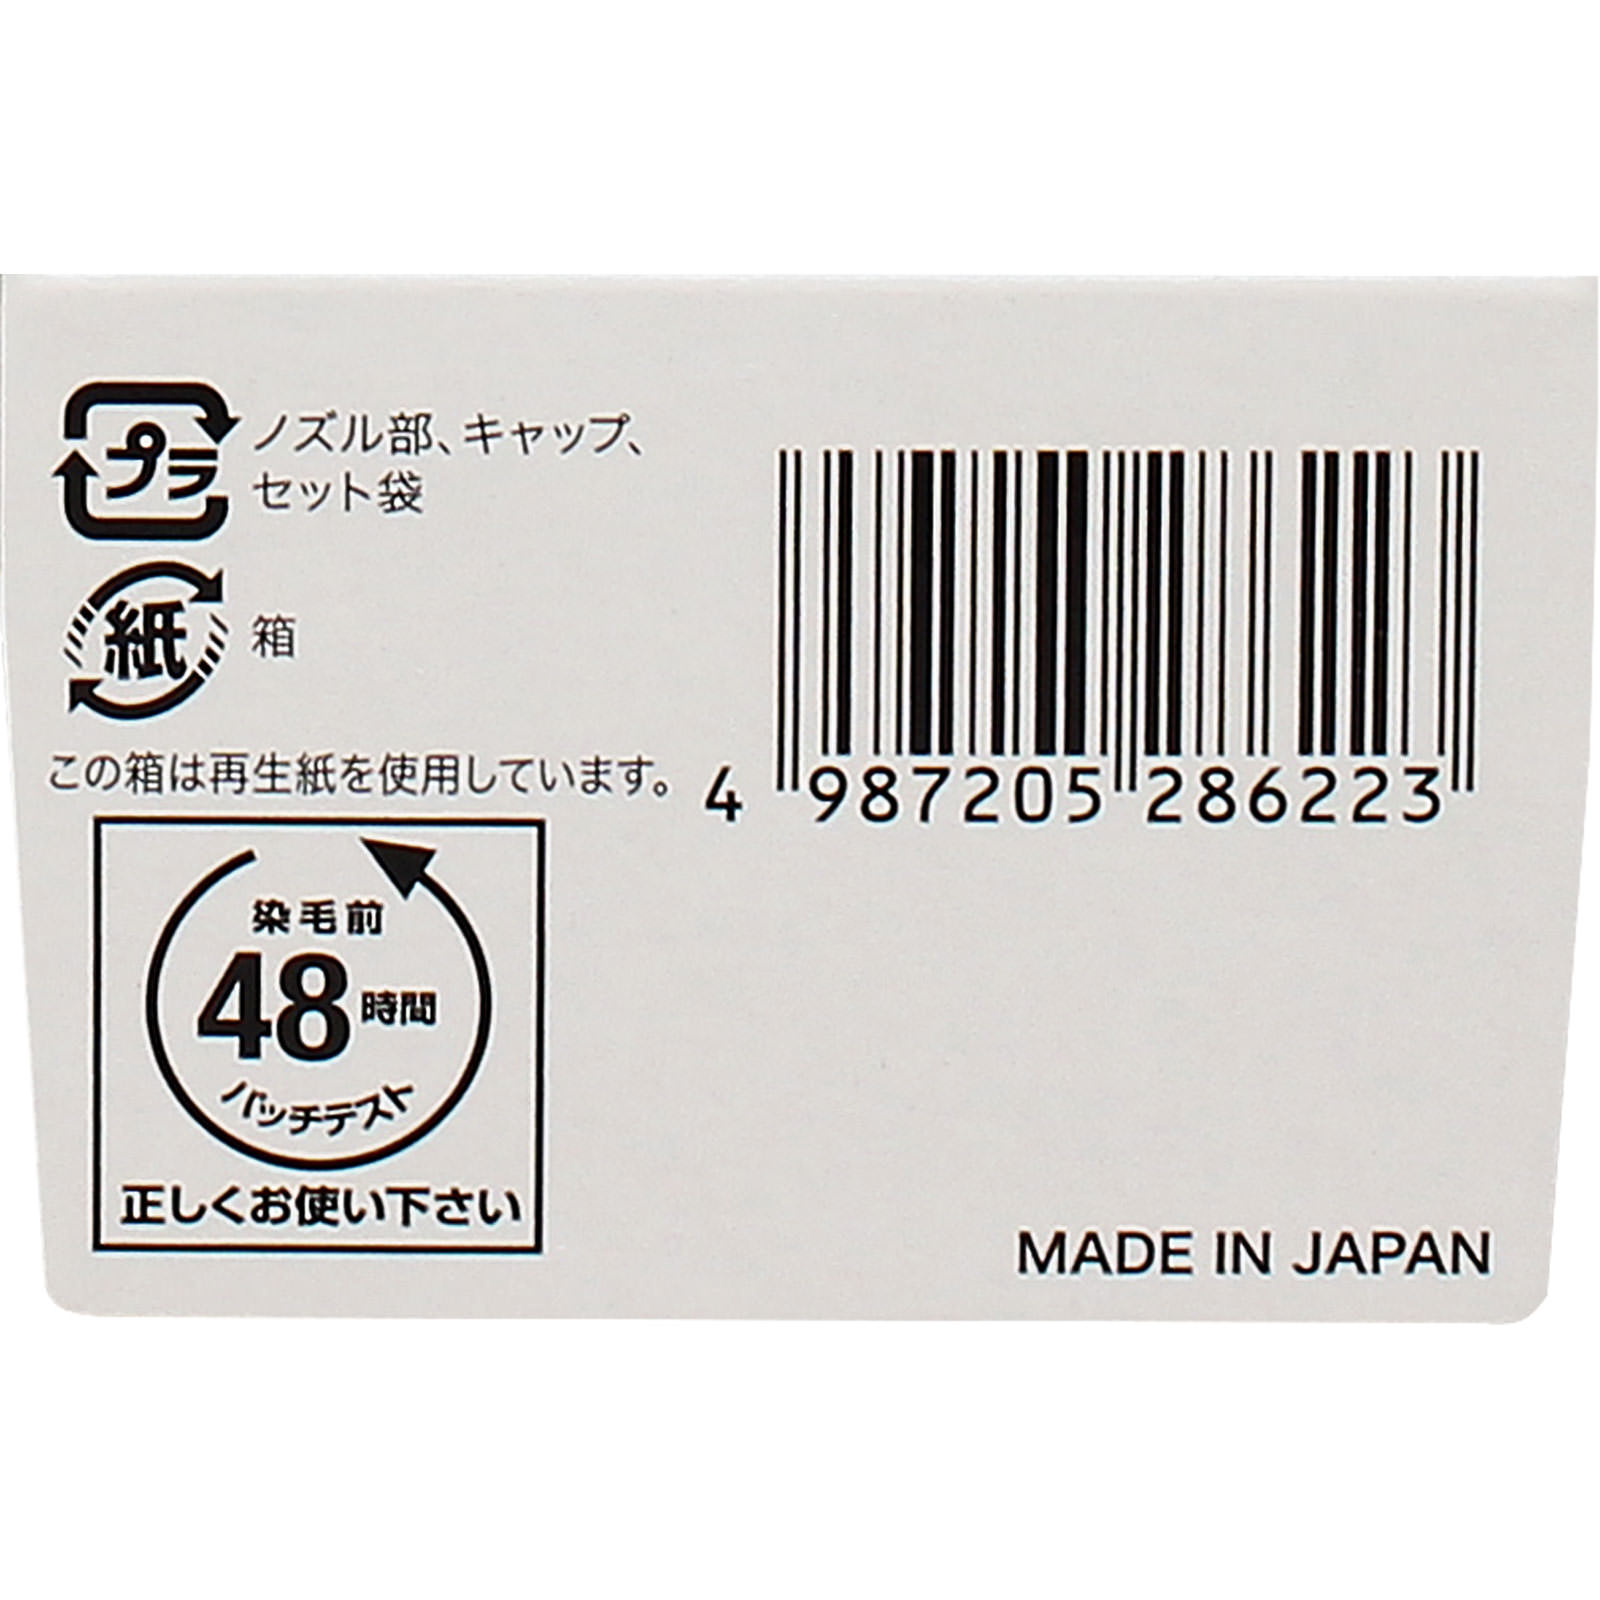 プラ
ノズル部、キャップ、
セット袋
紙
箱
この箱は再生紙を使用しています。
4 987205 286223
染毛前
48時間
パッチテスト
正しくお使い下さい
MADE IN JAPAN